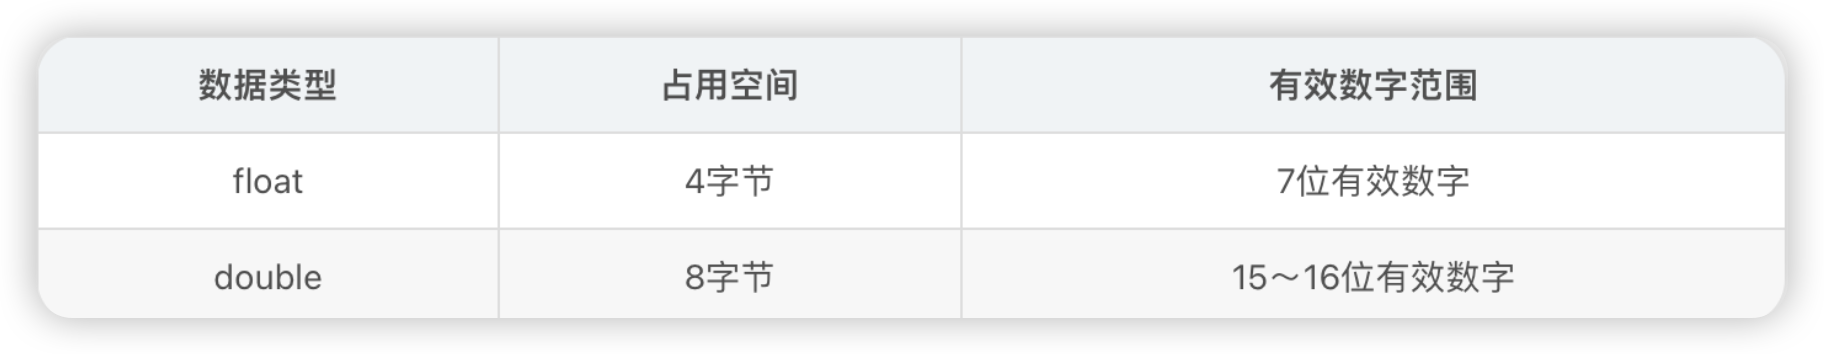 数据类型 占用空间 有效数字范围
float 4字节 7位有效数字
double 8字节 15～16位有效数字